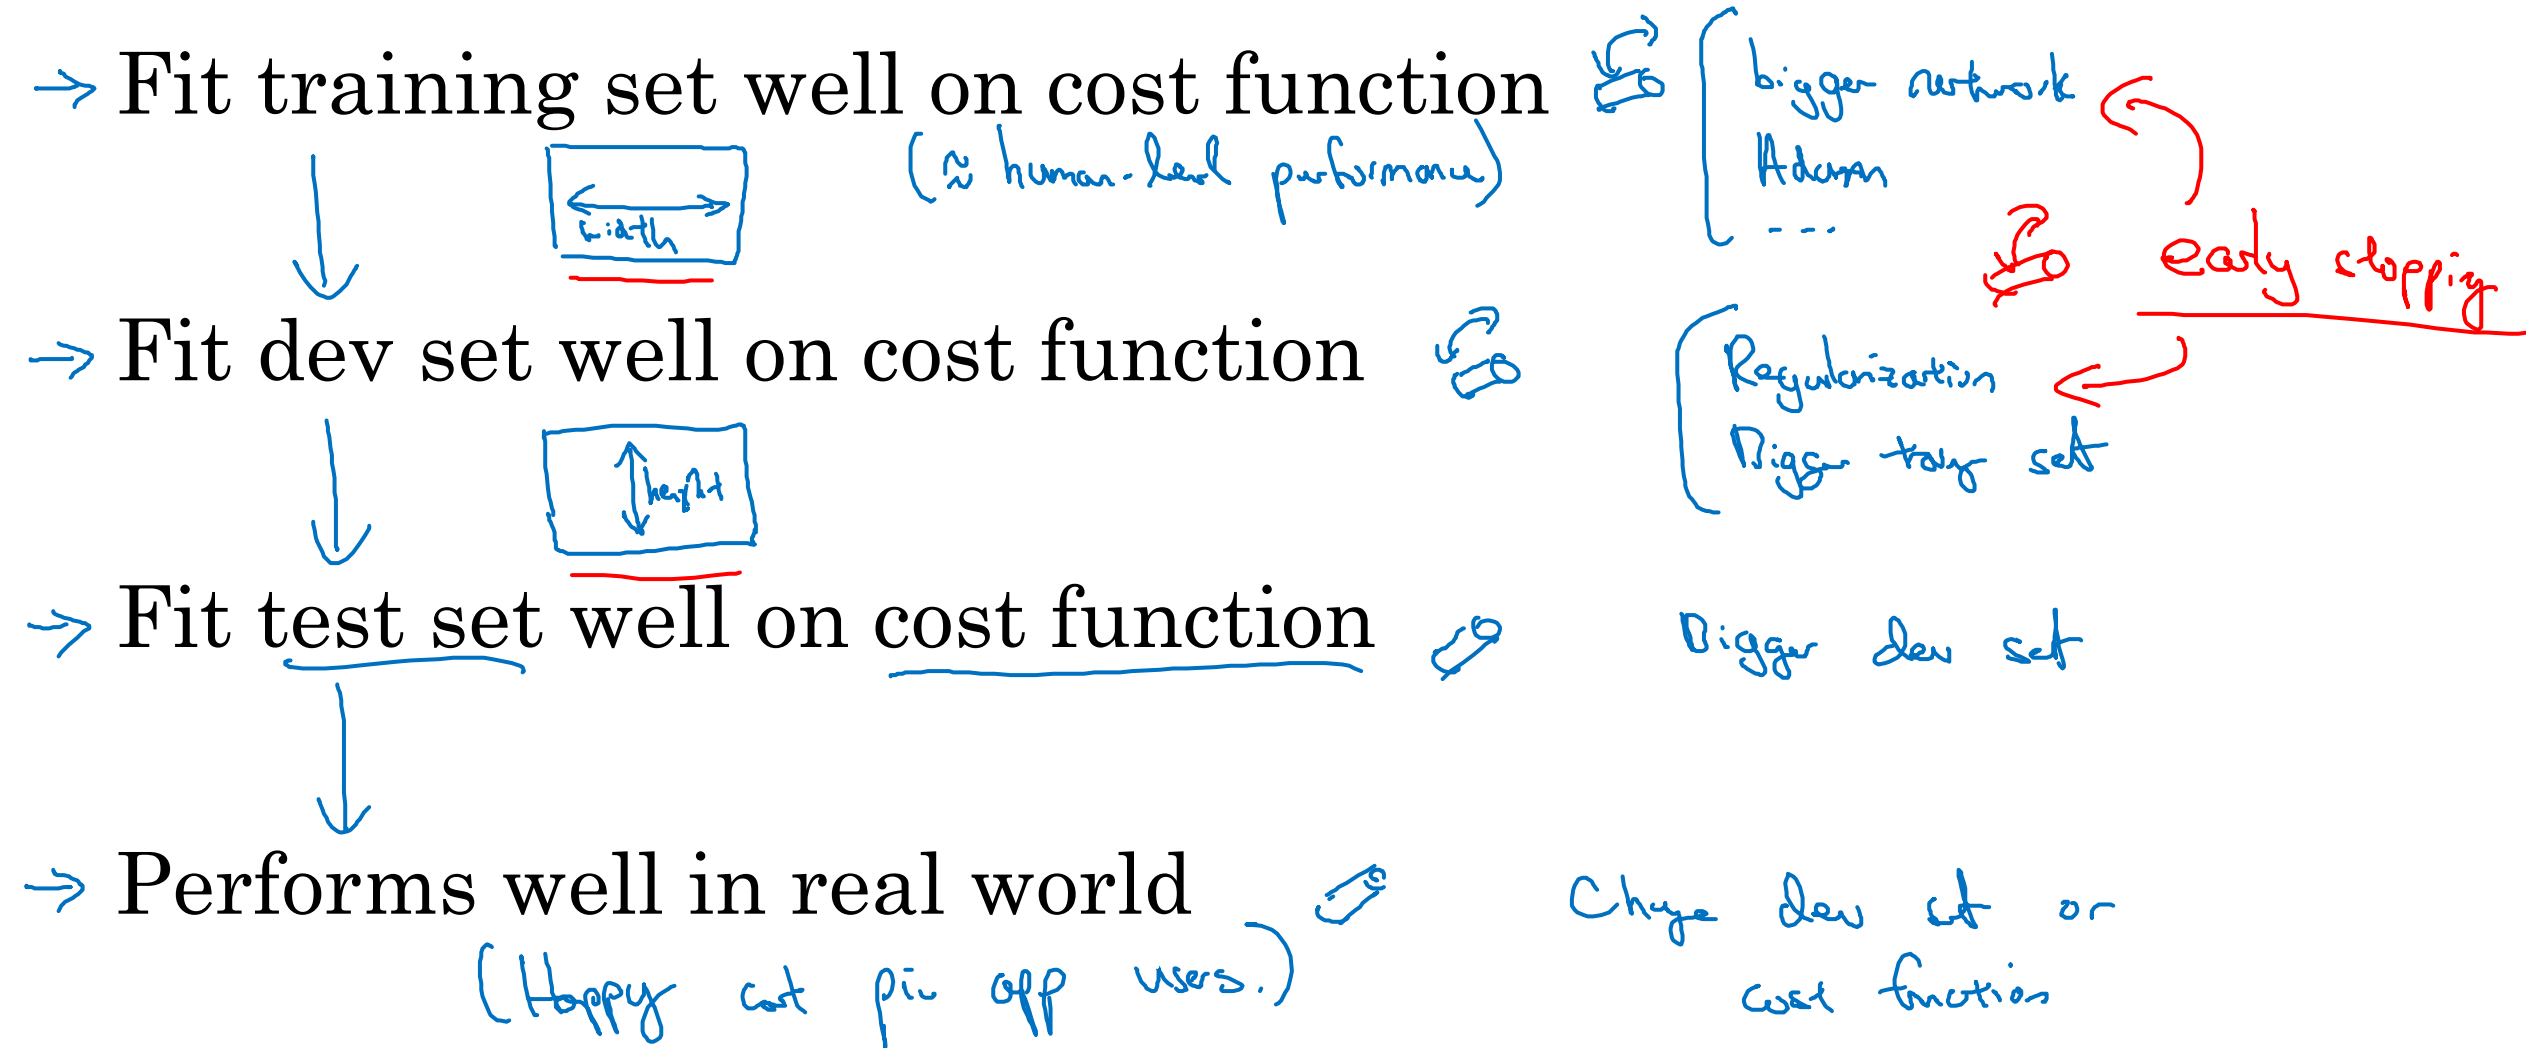 → Fit training set well on cost function
(≈ human-level performance)
bigger network
Adam
....
width
early stopping
→ Fit dev set well on cost function
Regularization
Bigger traing set
height
→ Fit test set well on cost function
Bigger dev set
→ Performs well in real world
(Happy cat pic app users.)
Change dev set or
cost function